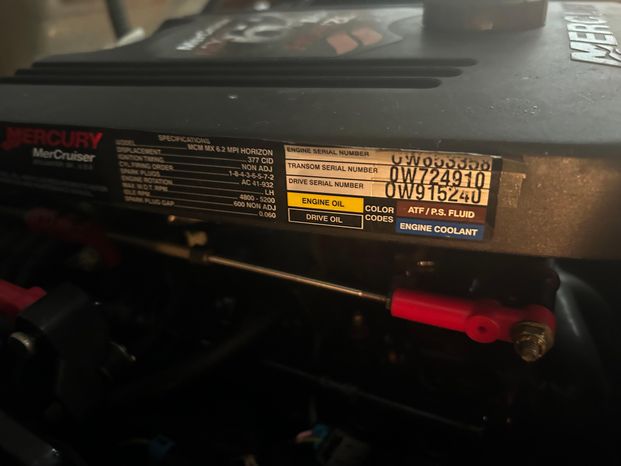 MERCURY
MerCruiser
SPECIFICATIONS
MODEL MCM MX 6.2 MPI HORIZON
DISPLACEMENT 377 CID
IGNITION TIMING NON ADJ
CYL FIRING ORDER 1-8-4-3-6-5-7-2
SPARK PLUGS AC 41-932
ENGINE ROTATION LH
MAX. W.O.T. RPM 4800 - 5200
IDLE RPM 600 NON ADJ
SPARK PLUG GAP 0.060
ENGINE SERIAL NUMBER 0W653358
TRANSOM SERIAL NUMBER 0W724910
DRIVE SERIAL NUMBER 0W915240
ENGINE OIL
DRIVE OIL
COLOR
CODES
ATF / P.S. FLUID
ENGINE COOLANT